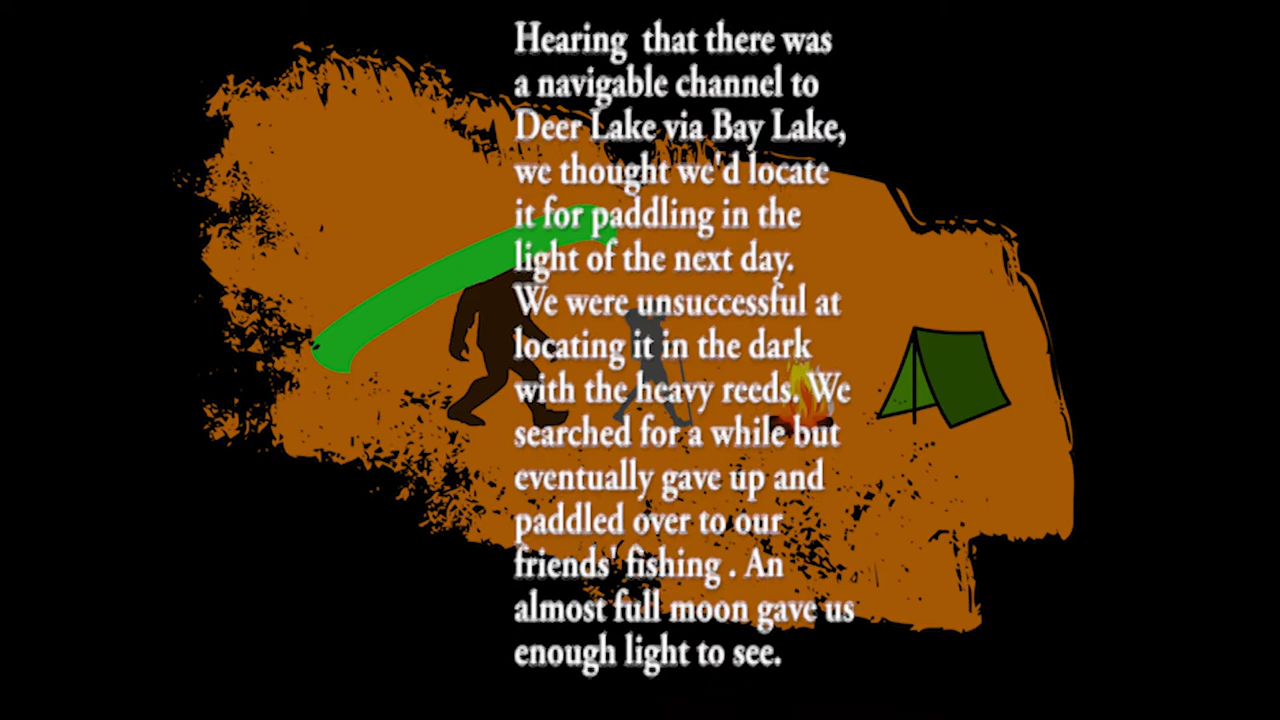 Hearing  that there was
a navigable channel to
Deer Lake via Bay Lake,
we thought we'd locate
it for paddling in the
light of the next day.
We were unsuccessful at
locating it in the dark
with the heavy reeds. We
searched for a while but
eventually gave up and
paddled over to our
friends' fishing . An
almost full moon gave us
enough light to see.